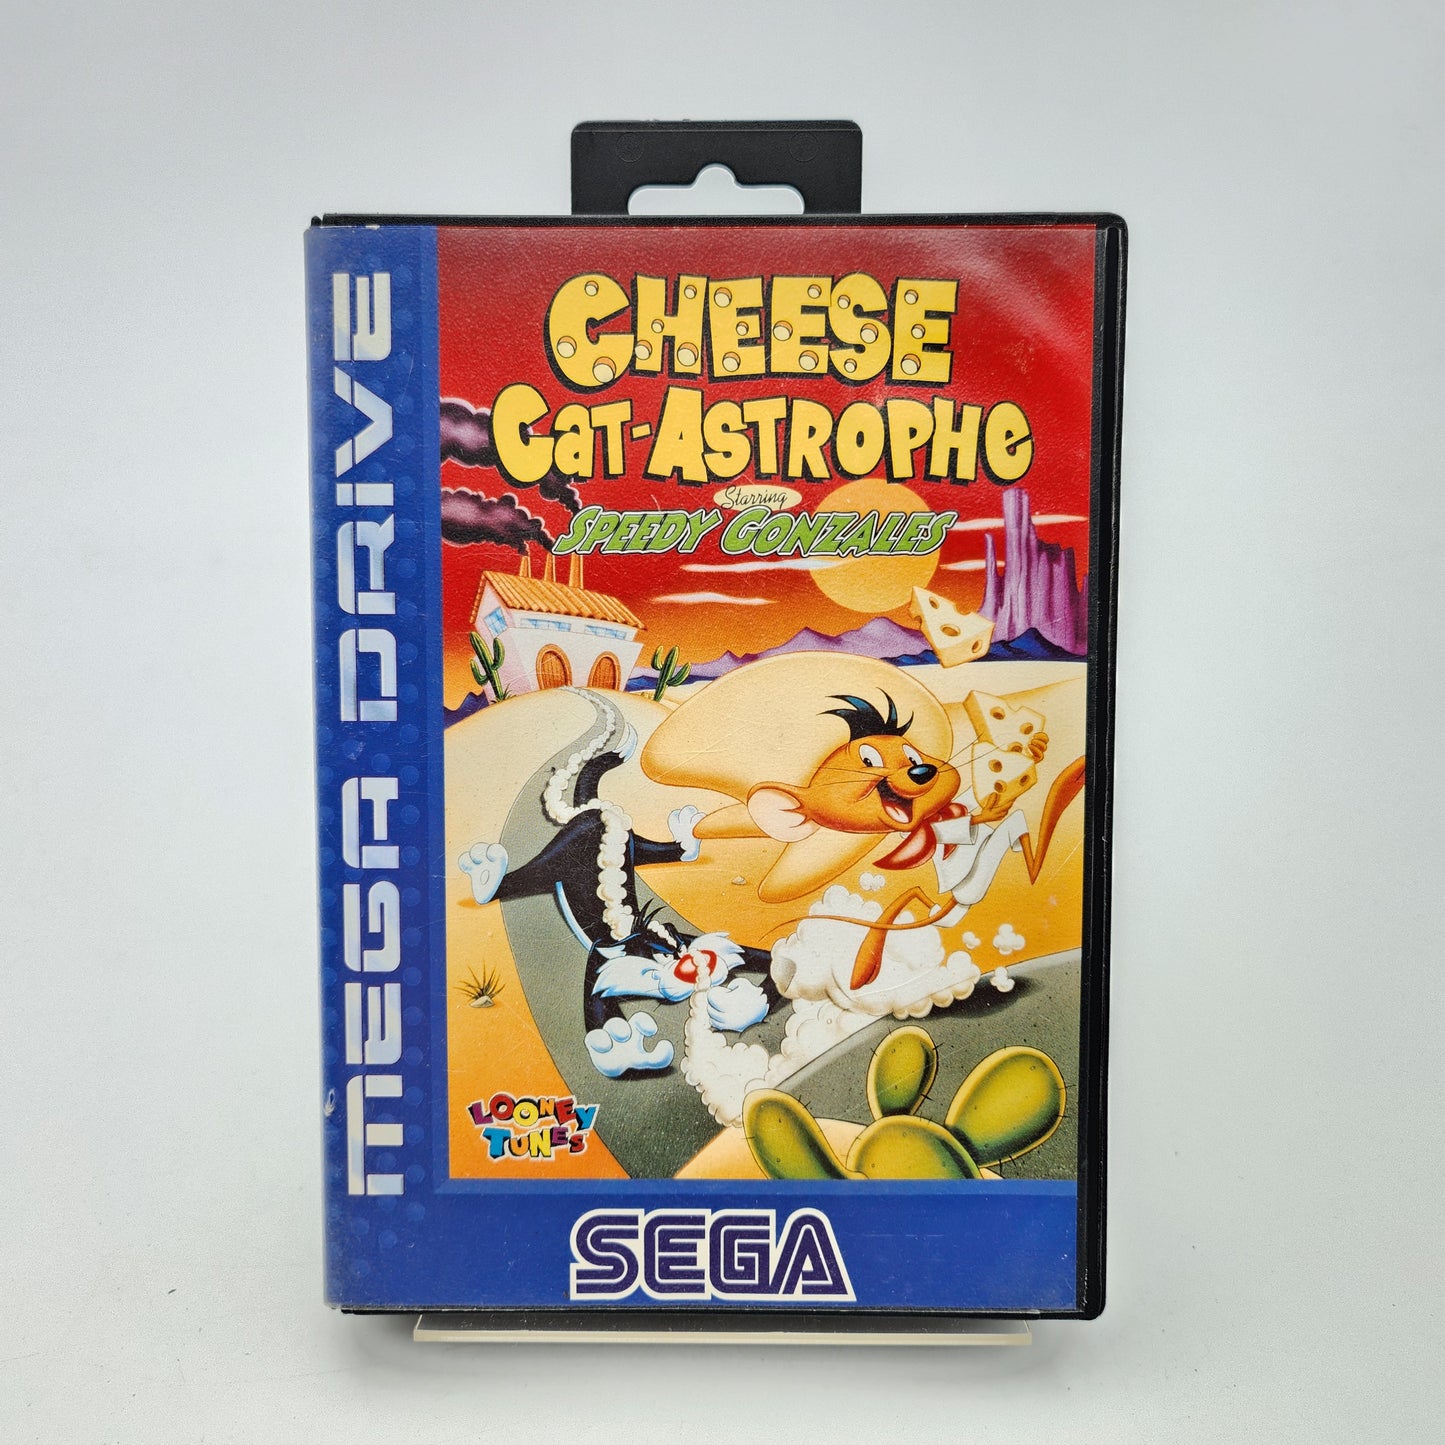 MEGA DRIVE
CHEESE
CAT-ASTROPHE
Starring
SPEEDY GONZALES
LOONEY
TUNES
SEGA